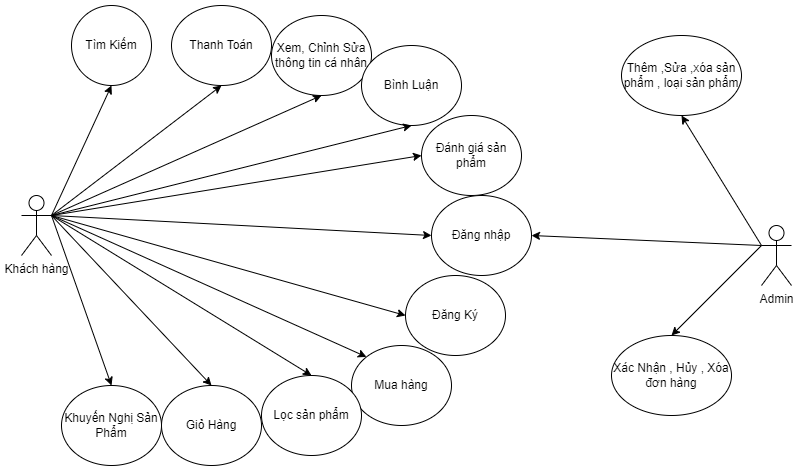 Tìm Kiếm
Thanh Toán
Xem, Chỉnh Sửa
thông tin cá nhân
Bình Luận
Đánh giá sản
phẩm
Đăng nhập
Đăng Ký
Mua hàng
Lọc sản phẩm
Giỏ Hàng
Khuyến Nghị Sản
Phẩm
Khách hàng
Thêm ,Sửa ,xóa sản
phẩm , loại sản phẩm
Admin
Xác Nhận , Hủy , Xóa
đơn hàng